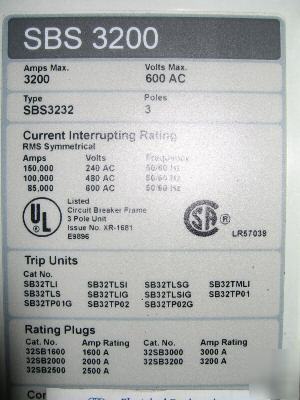 SBS 3200
Amps Max. Volts Max.
3200 600 AC
Type Poles
SBS3232 3
Current Interrupting Rating
RMS Symmetrical
Amps Volts Frequency
150,000 240 AC 50/60 Hz
100,000 480 AC 50/60 Hz
85,000 600 AC 50/60 Hz
UL Listed
Circuit Breaker Frame
3 Pole Unit
Issue No. XR-1681
E9896
SA
LR57039
Trip Units
Cat No.
SB32TLI SB32TLSI SB32TLSG SB32TMLI
SB32TLS SB32TLIG SB32TLSIG SB32TP01
SB32TP01G SB32TP02 SB32TP02G
Rating Plugs
Cat. No. Amp Rating Cat. No. Amp Rating
32SB1600 1600 A 32SB3000 3000 A
32SB2000 2000 A 32SB3200 3200 A
32SB2500 2500 A